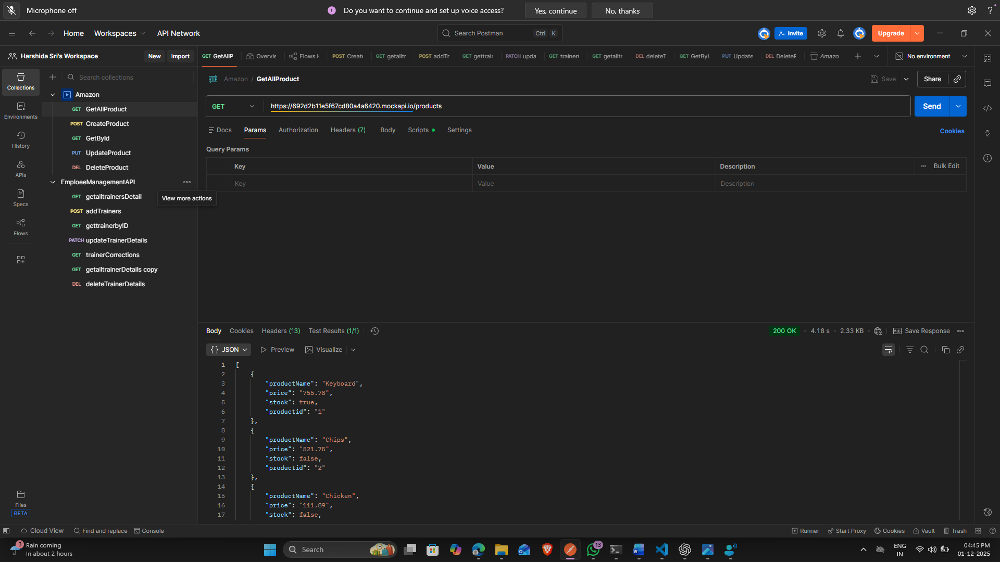 Microphone off
Do you want to continue and set up voice access?
Yes, continue
No, thanks
Home
Workspaces
API Network
Search Postman
Ctrl K
Invite
Upgrade
Harshida Sri's Workspace
New
Import
GET GetAllP
Overvie
Flows H
POST Create
GET getalltr
POST addTr
GET gettrain
PATCH upda
GET trainerC
GET getalltr
DEL deleteT
GET GetByI
PUT Update
DEL DeleteP
Amazo
No environment
Collections
Environments
History
APIs
Specs
Flows
Files
BETA
Search collections
Amazon
GET GetAllProduct
POST CreateProduct
GET GetById
PUT UpdateProduct
DEL DeleteProduct
EmploeeManagementAPI
View more actions
GET getalltrainersDetail
POST addTrainers
GET gettrainerbyID
PATCH updateTrainerDetails
GET trainerCorrections
GET getalltrainerDetails copy
DEL deleteTrainerDetails
HTTP
Amazon / GetAllProduct
Save
Share
GET
https://692d2b11e5f67cd80a4a6420.mockapi.io/products
Send
Docs
Params
Authorization
Headers (7)
Body
Scripts
Settings
Cookies
Query Params
Key
Value
Description
Bulk Edit
Key
Value
Description
Body
Cookies
Headers (13)
Test Results (1/1)
200 OK
4.18 s
2.33 KB
e.g.
Save Response
{} JSON
Preview
Visualize
1 [
2 {
3 "productName": "Keyboard",
4 "price": "755.78",
5 "stock": true,
6 "productid": "1"
7 },
8 {
9 "productName": "Chips",
10 "price": "521.75",
11 "stock": false,
12 "productid": "2"
13 },
14 {
15 "productName": "Chicken",
16 "price": "111.89",
17 "stock": false,
Cloud View
Find and replace
Console
Runner
Start Proxy
Cookies
Vault
Trash
3
Rain coming
In about 2 hours
Search
13
ENG
IN
04:45 PM
01-12-2025